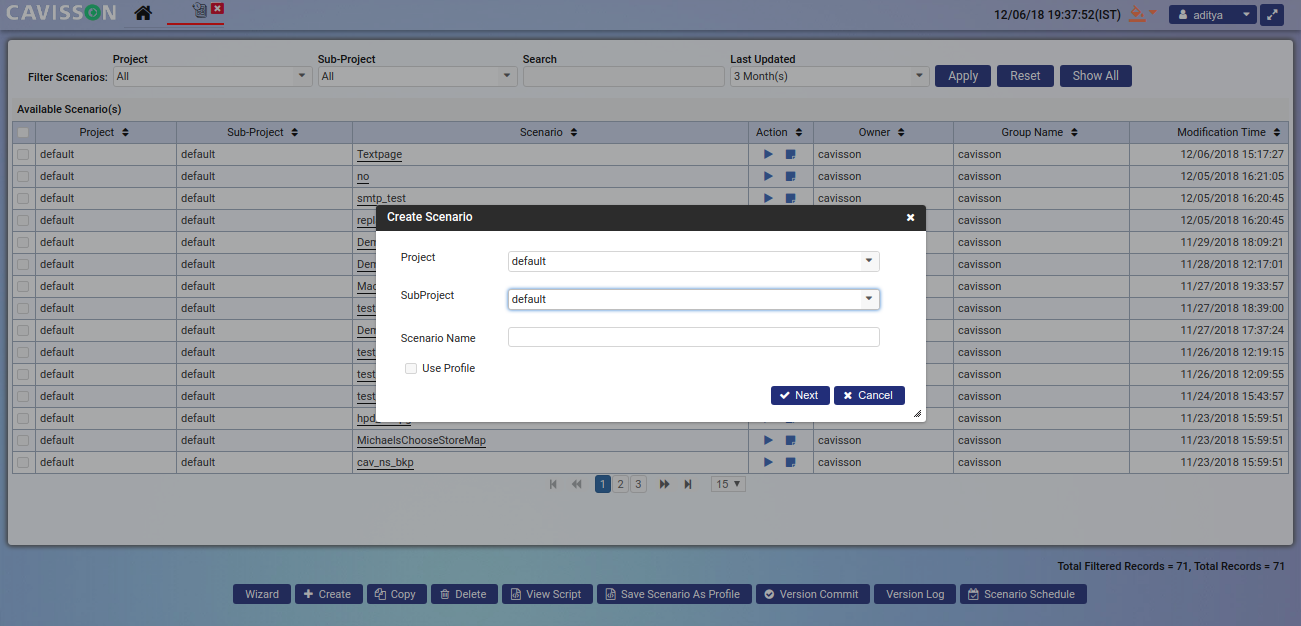 CAVISSON
12/06/18 19:37:52(IST)
aditya
Project Sub-Project Search Last Updated
Filter Scenarios: All All 3 Month(s) Apply Reset Show All
Available Scenario(s)
Project Sub-Project Scenario Action Owner Group Name Modification Time
default default Textpage cavisson cavisson 12/06/2018 15:17:27
default default no cavisson cavisson 12/05/2018 16:21:05
default default smtp_test cavisson cavisson 12/05/2018 16:20:45
default default repl cavisson 12/05/2018 16:20:45
default default Dem cavisson 11/29/2018 18:09:21
default default Dem cavisson 11/28/2018 12:17:01
default default Mac cavisson 11/27/2018 19:33:57
default default test cavisson 11/27/2018 18:39:00
default default Dem cavisson 11/27/2018 17:37:24
default default test cavisson 11/26/2018 12:19:15
default default test cavisson 11/26/2018 12:09:55
default default test cavisson 11/24/2018 15:43:57
default default cavisson 11/23/2018 15:59:51
default default MichaelsChooseStoreMap cavisson cavisson 11/23/2018 15:59:51
default default cav_ns_bkp cavisson cavisson 11/23/2018 15:59:51
Create Scenario
Project default
SubProject default
Scenario Name
Use Profile
Next Cancel
1 2 3 15
Total Filtered Records = 71, Total Records = 71
Wizard Create Copy Delete View Script Save Scenario As Profile Version Commit Version Log Scenario Schedule